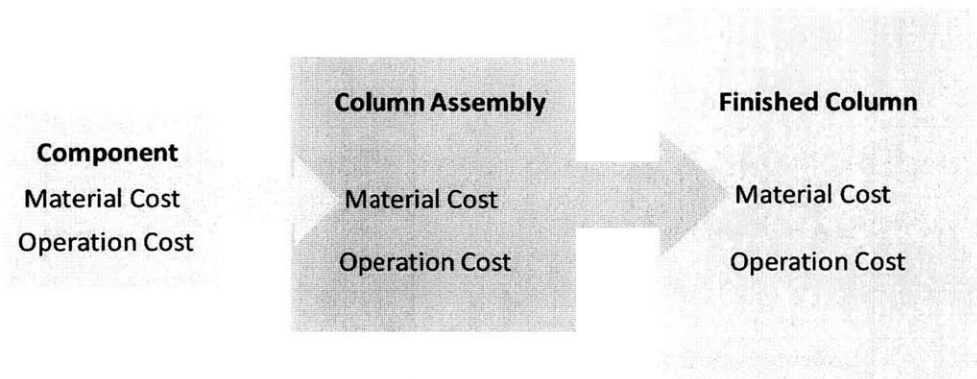 Component
Material Cost
Operation Cost
Column Assembly
Material Cost
Operation Cost
Finished Column
Material Cost
Operation Cost